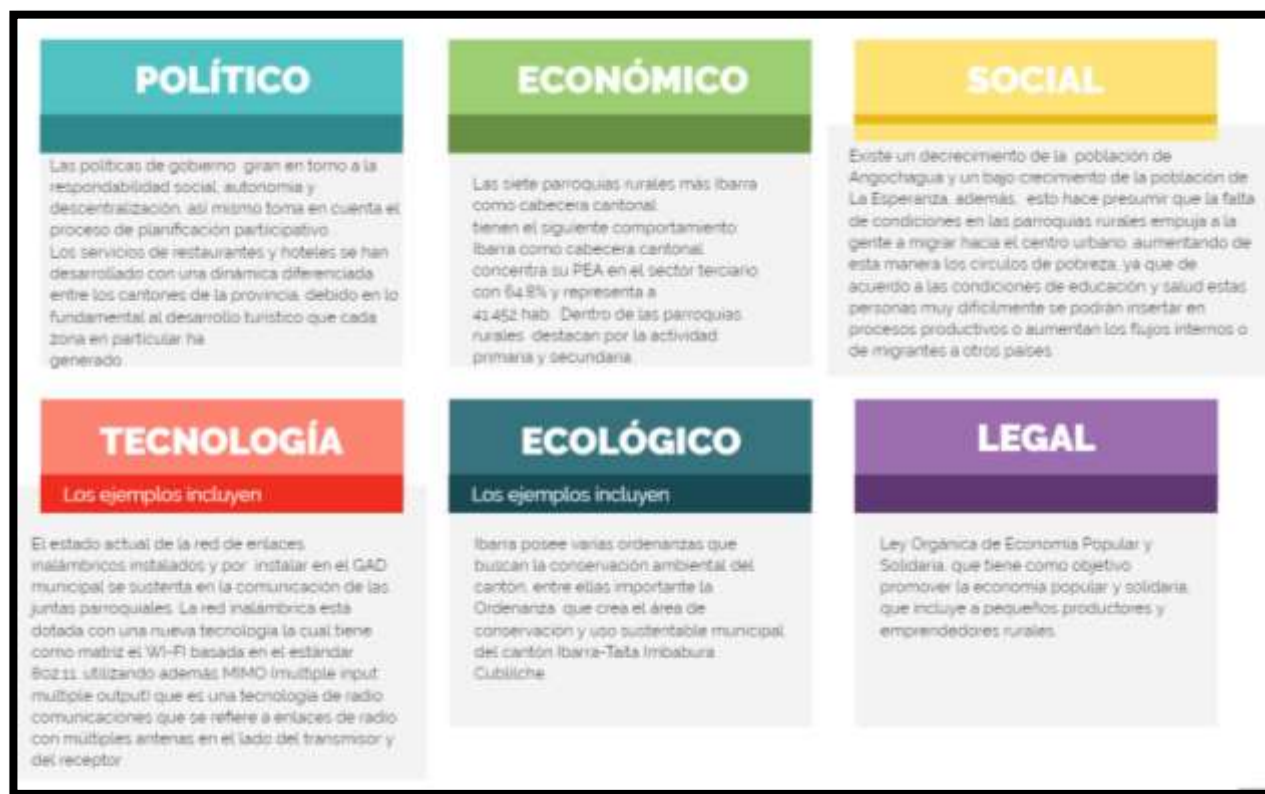 POLÍTICO
Las políticas de gobierno giran en torno a la
respondabilidad social, autonomía y
descentralización, así mismo toma en cuenta el
proceso de planificación participativo
Los servicios de restaurantes y hoteles se han
desarrollado con una dinámica diferenciada
entre los cantones de la provincia, debido en lo
fundamental al desarrollo turístico que cada
zona en particular ha
generado
ECONÓMICO
Las siete parroquias rurales más Ibarra
como cabecera cantonal
tienen el siguiente comportamiento
Ibarra como cabecera cantonal
concentra su PEA en el sector terciario
con 64.8% y representa a
41.452 hab. Dentro de las parroquias
rurales destacan por la actividad
primaria y secundaria
SOCIAL
Existe un decrecimiento de la población de
Angochagua y un bajo crecimiento de la población de
La Esperanza, además, esto hace presumir que la falta
de condiciones en las parroquias rurales empuja a la
gente a migrar hacia el centro urbano, aumentando de
esta manera los círculos de pobreza, ya que de
acuerdo a las condiciones de educación y salud estas
personas muy difícilmente se podrán insertar en
procesos productivos o aumentan los flujos internos o
de migrantes a otros países
TECNOLOGÍA
Los ejemplos incluyen
El estado actual de la red de enlaces
inalámbricos instalados y por instalar en el GAD
municipal se sustenta en la comunicación de las
juntas parroquiales. La red inalámbrica está
dotada con una nueva tecnología la cual tiene
como matriz el WI-FI basada en el estándar
802.11, utilizando además MIMO (multiple input
multiple output) que es una tecnología de radio
comunicaciones que se refiere a enlaces de radio
con múltiples antenas en el lado del transmisor y
del receptor
ECOLÓGICO
Los ejemplos incluyen
Ibarra posee varias ordenanzas que
buscan la conservación ambiental del
cantón, entre ellas importante la
Ordenanza que crea el área de
conservación y uso sustentable municipal
del cantón Ibarra-Taita Imbabura
Cubilche
LEGAL
Ley Orgánica de Economía Popular y
Solidaria, que tiene como objetivo
promover la economía popular y solidaria,
que incluye a pequeños productores y
emprendedores rurales.